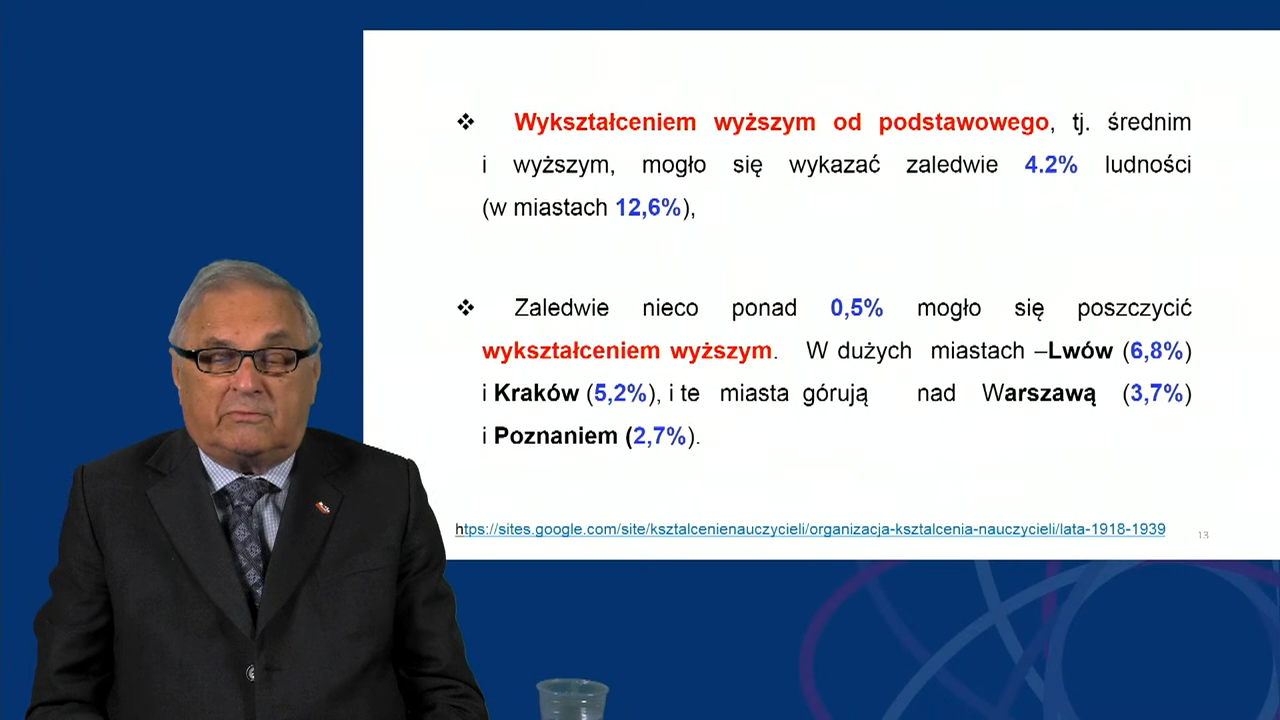 ❖ Wykształceniem wyższym od podstawowego, tj. średnim
i wyższym, mogło się wykazać zaledwie 4.2% ludności
(w miastach 12,6%),
❖ Zaledwie nieco ponad 0,5% mogło się poszczycić
wykształceniem wyższym. W dużych miastach –Lwów (6,8%)
i Kraków (5,2%), i te miasta górują nad Warszawą (3,7%)
i Poznaniem (2,7%).
https://sites.google.com/site/ksztalcenienauczycieli/organizacja-ksztalcenia-nauczycieli/lata-1918-1939
13